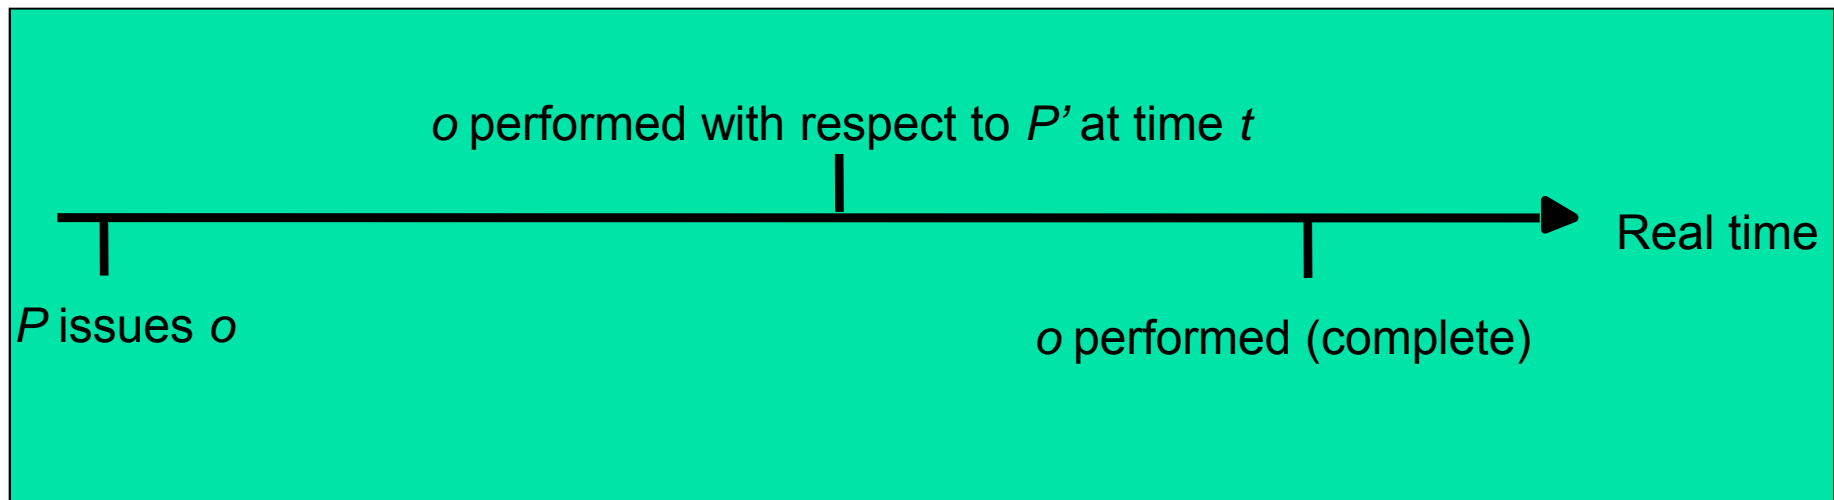 o performed with respect to P’ at time t
Real time
P issues o
o performed (complete)